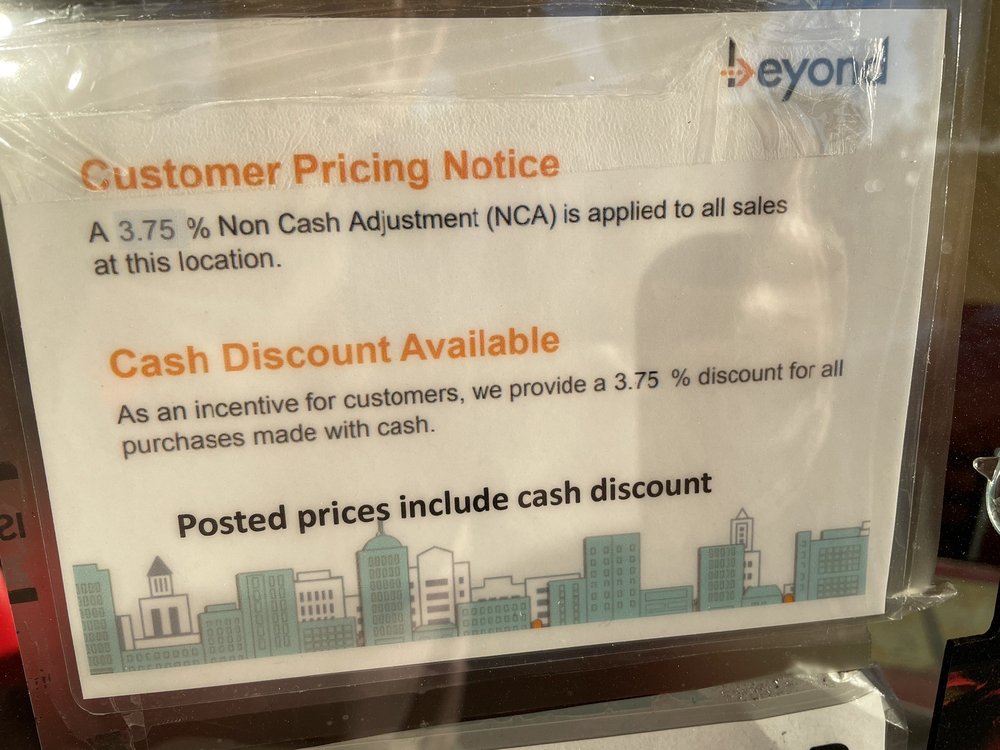 beyond
Customer Pricing Notice
A 3.75 % Non Cash Adjustment (NCA) is applied to all sales
at this location.
Cash Discount Available
As an incentive for customers, we provide a 3.75 % discount for all
purchases made with cash.
Posted prices include cash discount